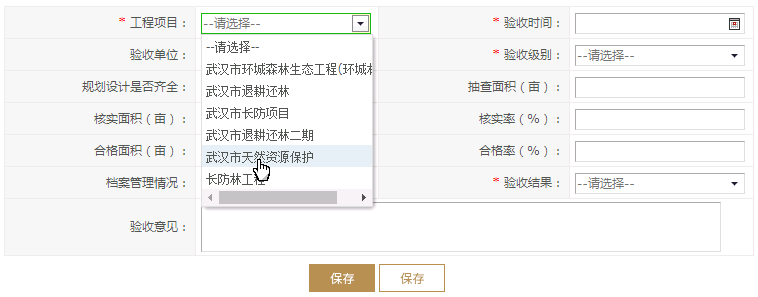 * 工程项目： --请选择-- * 验收时间：
--请选择--
验收单位： * 验收级别： --请选择--
武汉市环城森林生态工程(环城林
规划设计是否齐全： 武汉市退耕还林 抽查面积（亩）：
核实面积（亩）： 武汉市长防项目 核实率（%）：
武汉市退耕还林二期
合格面积（亩）： 武汉市天然资源保护 合格率（%）：
档案管理情况： 长防林工程 * 验收结果： --请选择--
验收意见：
保存 保存